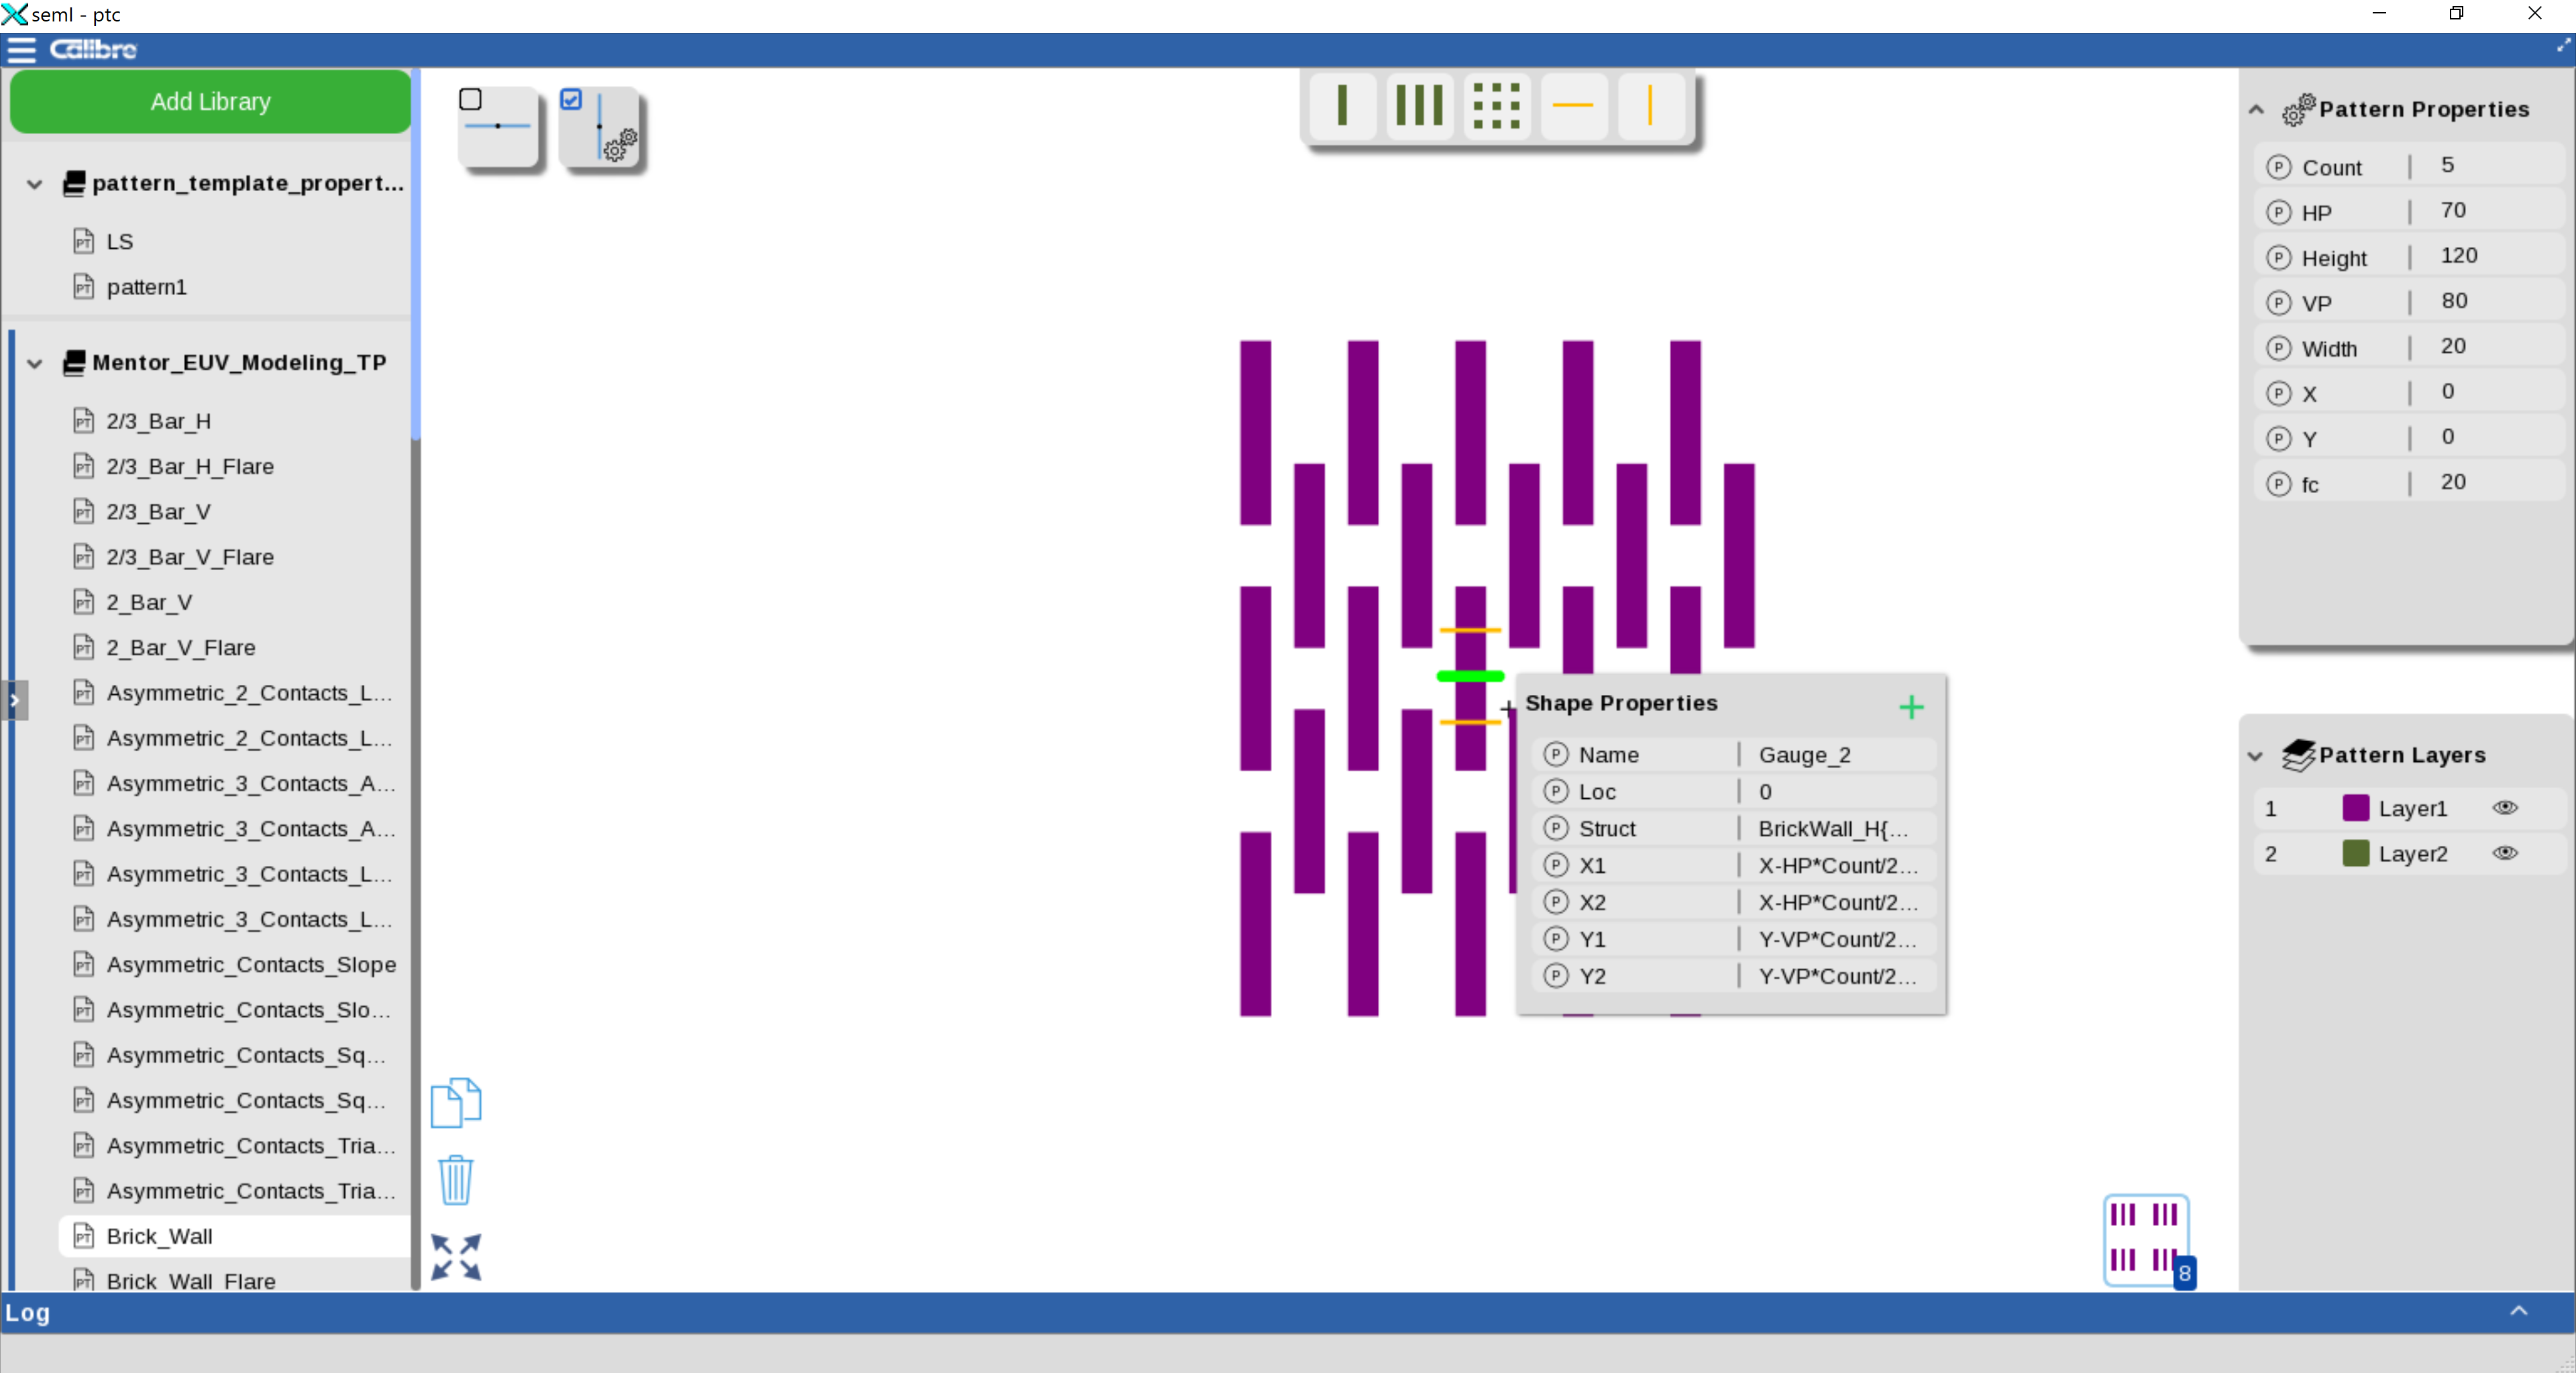 seml - ptc
Calibre
Add Library
pattern_template_propert...
LS
pattern1
Mentor_EUV_Modeling_TP
2/3_Bar_H
2/3_Bar_H_Flare
2/3_Bar_V
2/3_Bar_V_Flare
2_Bar_V
2_Bar_V_Flare
Asymmetric_2_Contacts_L...
Asymmetric_2_Contacts_L...
Asymmetric_3_Contacts_A...
Asymmetric_3_Contacts_A...
Asymmetric_3_Contacts_L...
Asymmetric_3_Contacts_L...
Asymmetric_Contacts_Slope
Asymmetric_Contacts_Slo...
Asymmetric_Contacts_Sq...
Asymmetric_Contacts_Sq...
Asymmetric_Contacts_Tria...
Asymmetric_Contacts_Tria...
Brick_Wall
Brick_Wall_Flare
Shape Properties
P Name | Gauge_2
P Loc | 0
P Struct | BrickWall_H{...
P X1 | X-HP*Count/2...
P X2 | X-HP*Count/2...
P Y1 | Y-VP*Count/2...
P Y2 | Y-VP*Count/2...
8
Pattern Properties
P Count | 5
P HP | 70
P Height | 120
P VP | 80
P Width | 20
P X | 0
P Y | 0
P fc | 20
Pattern Layers
1 Layer1
2 Layer2
Log